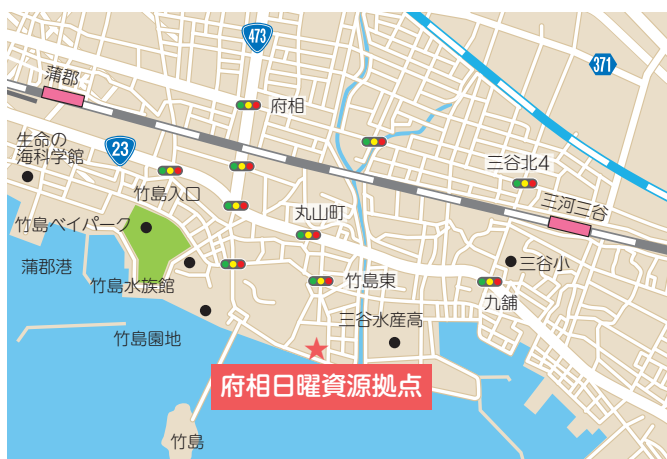 473
371
蒲郡
府相
23
生命の
海科学館
三谷北4
竹島入口
三河三谷
丸山町
竹島ベイパーク
蒲郡港
三谷小
竹島水族館
竹島東
九舗
三谷水産高
竹島園地
府相日曜資源拠点
竹島